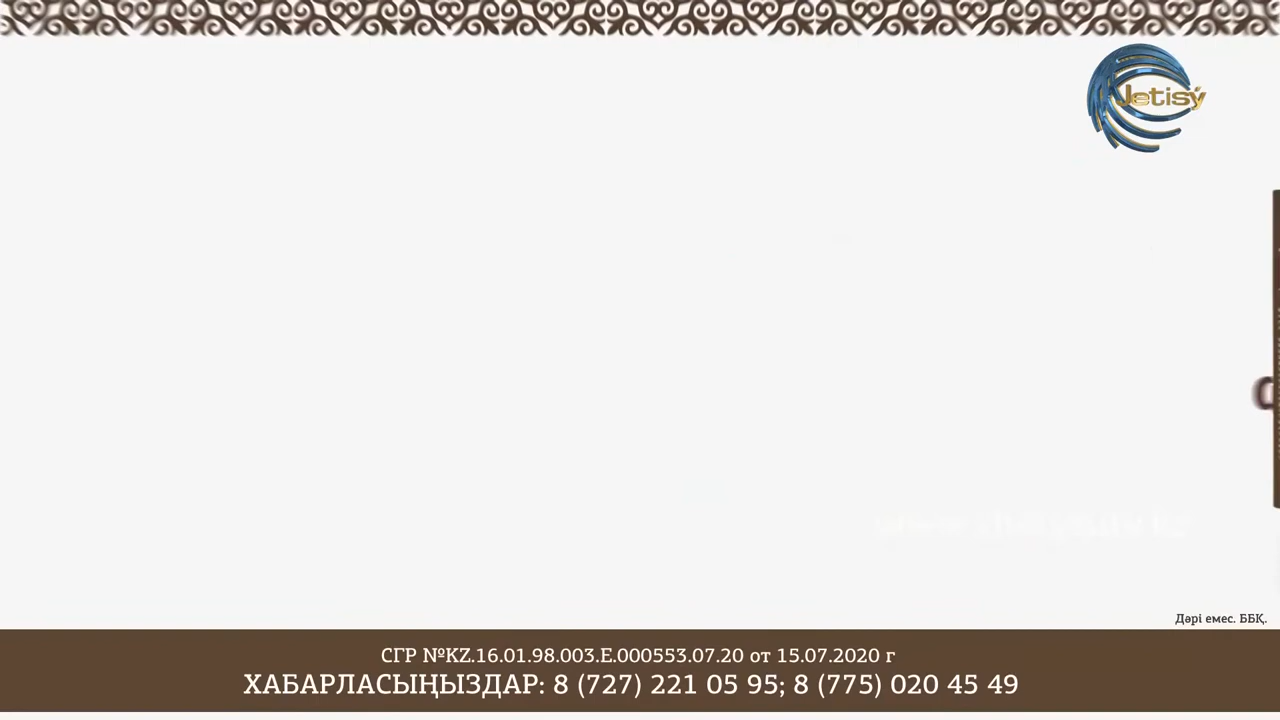 Jetisý
Дәрі емес. ББҚ.
СГР №KZ.16.01.98.003.E.000553.07.20 от 15.07.2020 г
ХАБАРЛАСЫҢЫЗДАР: 8 (727) 221 05 95; 8 (775) 020 45 49